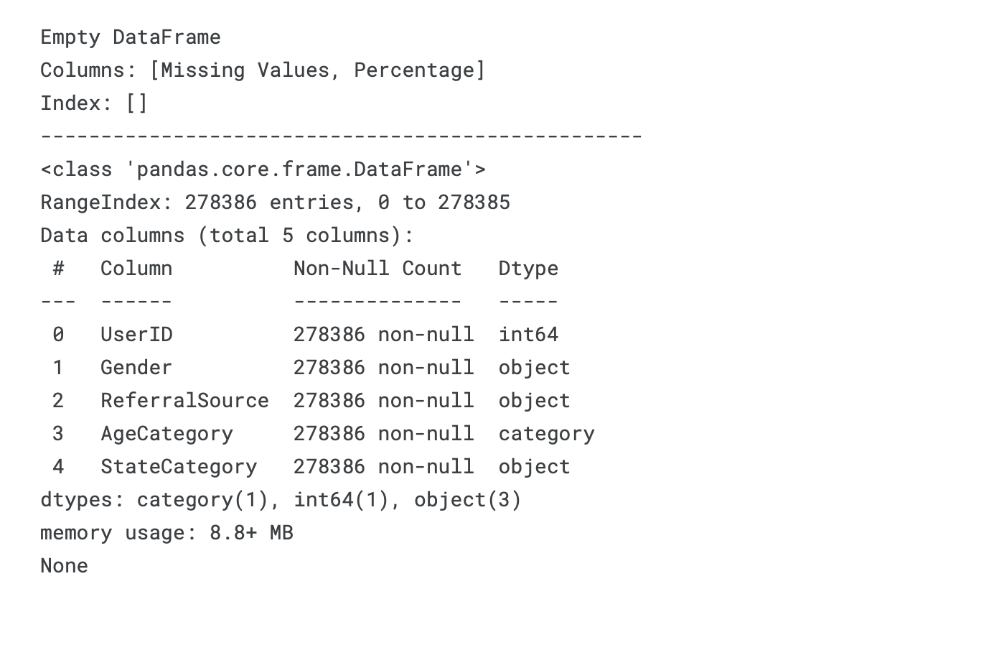 Empty DataFrame
Columns: [Missing Values, Percentage]
Index: []
--------------------------------------------------
<class 'pandas.core.frame.DataFrame'>
RangeIndex: 278386 entries, 0 to 278385
Data columns (total 5 columns):
 #   Column          Non-Null Count   Dtype
---  ------          --------------   -----
 0   UserID          278386 non-null  int64
 1   Gender          278386 non-null  object
 2   ReferralSource  278386 non-null  object
 3   AgeCategory     278386 non-null  category
 4   StateCategory   278386 non-null  object
dtypes: category(1), int64(1), object(3)
memory usage: 8.8+ MB
None